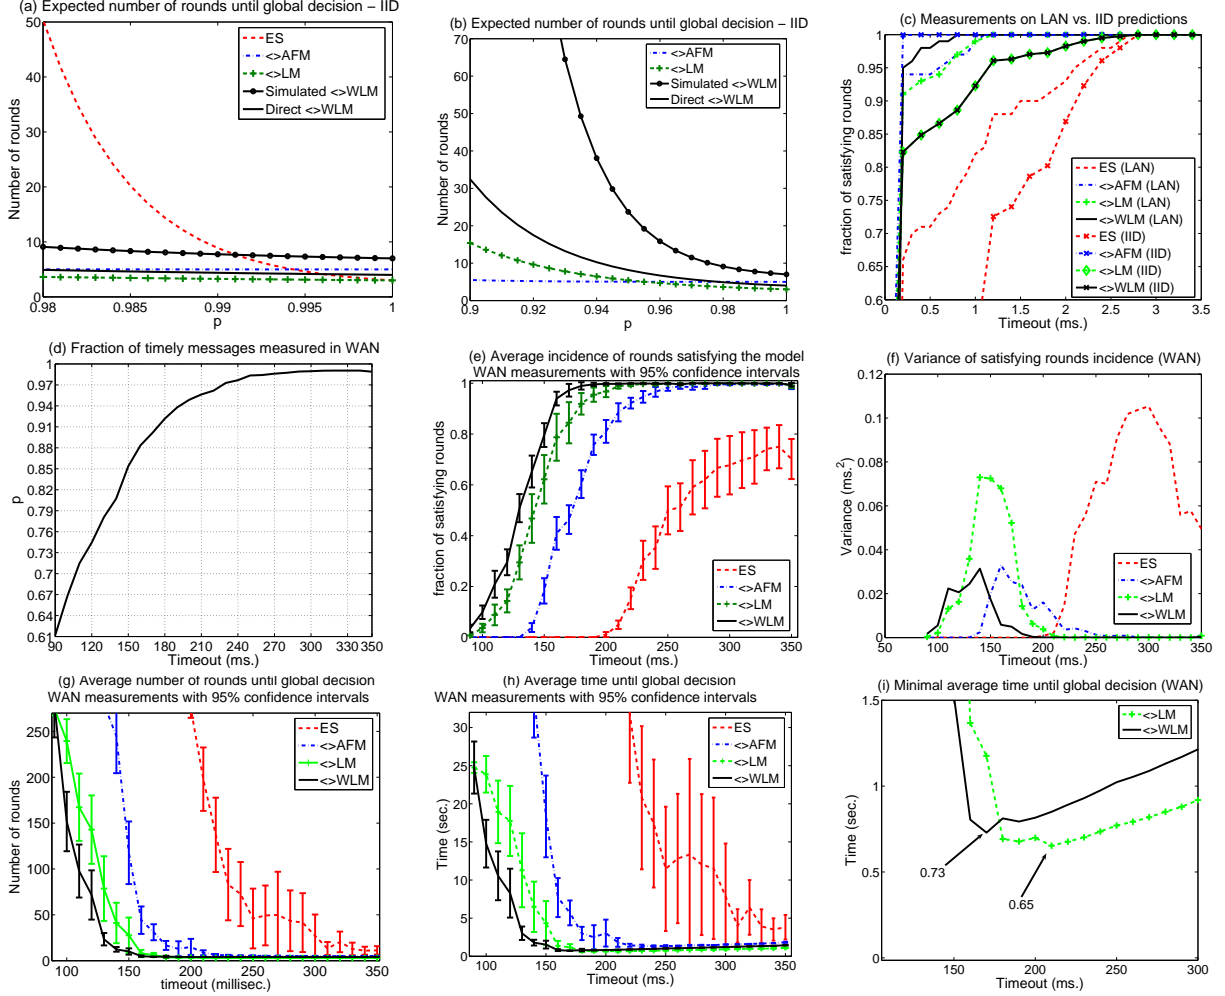 (a) Expected number of rounds until global decision – IID
50
40
30
20
10
0
0.98
0.985
0.99
0.995
1
Number of rounds
p
ES
<>AFM
<>LM
Simulated <>WLM
Direct <>WLM
(b) Expected number of rounds until global decision – IID
70
60
50
40
30
20
10
0
0.9
0.92
0.94
0.96
0.98
1
Number of rounds
p
<>AFM
<>LM
Simulated <>WLM
Direct <>WLM
(c) Measurements on LAN vs. IID predictions
1
0.95
0.9
0.85
0.8
0.75
0.7
0.65
0.6
0
0.5
1
1.5
2
2.5
3
3.5
fraction of satisfying rounds
Timeout (ms.)
ES (LAN)
<>AFM (LAN)
<>LM (LAN)
<>WLM (LAN)
ES (IID)
<>AFM (IID)
<>LM (IID)
<>WLM (IID)
(d) Fraction of timely messages measured in WAN
1
0.97
0.94
0.91
0.88
0.85
0.82
0.79
0.76
0.73
0.7
0.67
0.64
0.61
90
120
150
180
210
240
270
300
330
340
p
Timeout (ms.)
(e) Average incidence of rounds satisfying the model
WAN measurements with 95% confidence intervals
1
0.8
0.6
0.4
0.2
0
100
150
200
250
300
350
fraction of satisfying rounds
Timeout (ms.)
ES
<>AFM
<>LM
<>WLM
(f) Variance of satisfying rounds incidence (WAN)
0.12
0.1
0.08
0.06
0.04
0.02
0
50
100
150
200
250
300
350
Variance (ms.²)
Timeout (ms.)
ES
<>AFM
<>LM
<>WLM
(g) Average number of rounds until global decision
WAN measurements with 95% confidence intervals
250
200
150
100
50
0
100
150
200
250
300
350
Number of rounds
timeout (millisec.)
ES
<>AFM
<>LM
<>WLM
(h) Average time until global decision
WAN measurements with 95% confidence intervals
30
25
20
15
10
5
0
100
150
200
250
300
350
Time (sec.)
Timeout (ms.)
ES
<>AFM
<>LM
<>WLM
(i) Minimal average time until global decision (WAN)
1.5
1
0.5
0
150
200
250
300
Time (sec.)
Timeout (ms.)
<>LM
<>WLM
0.73
0.65